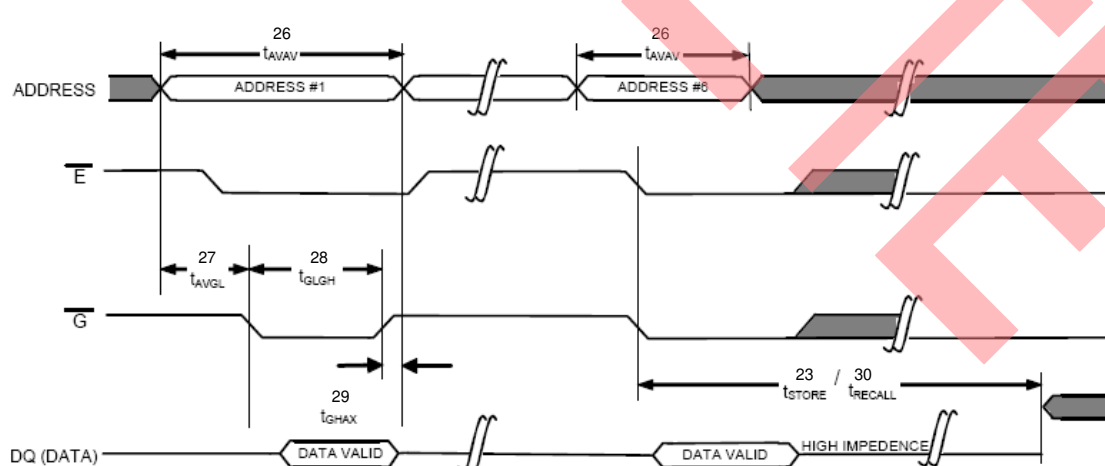 26
tAVAV
26
tAVAV
ADDRESS
ADDRESS #1
ADDRESS #6
E
27
tAVGL
28
tGLGH
G
23 / 30
tSTORE tRECALL
29
tGHAX
DQ (DATA)
DATA VALID
DATA VALID
HIGH IMPEDENCE